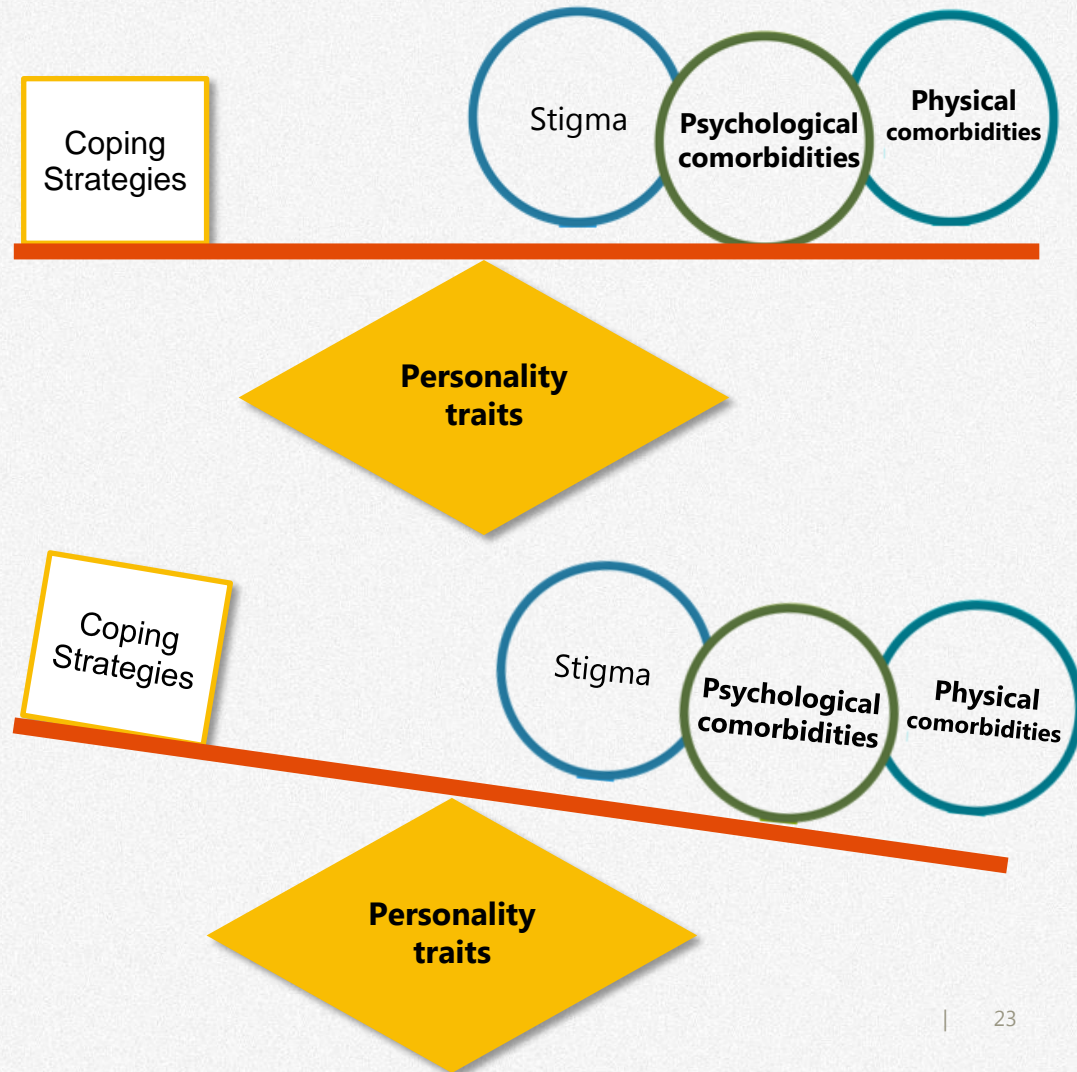 Coping
Strategies
Stigma
Psychological
comorbidities
Physical
comorbidities
Personality
traits
Coping
Strategies
Stigma
Psychological
comorbidities
Physical
comorbidities
Personality
traits
| 23